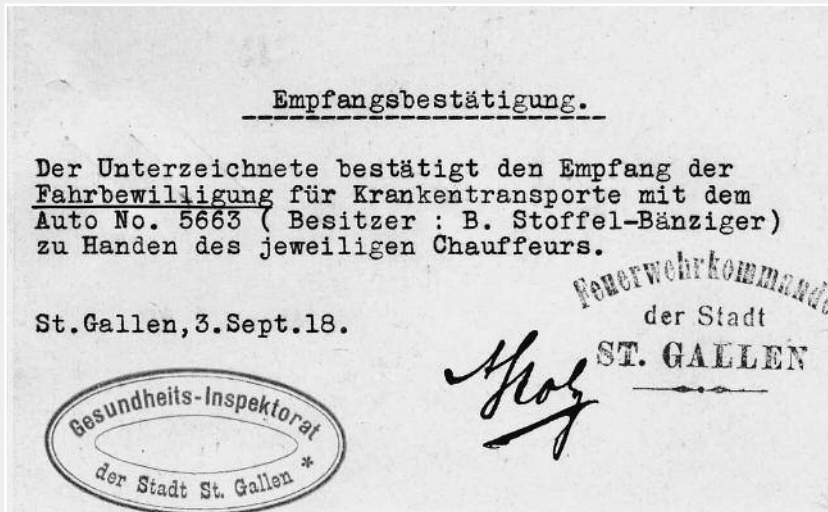 Empfangsbestätigung.
Der Unterzeichnete bestätigt den Empfang der
Fahrbewilligung für Krankentransporte mit dem
Auto No. 5663 ( Besitzer : B. Stoffel-Bänziger)
zu Handen des jeweiligen Chauffeurs.
St.Gallen,3.Sept.18.
Feuerwehrkommando
der Stadt
ST. GALLEN
Gesundheits-Inspektorat
der Stadt St. Gallen *